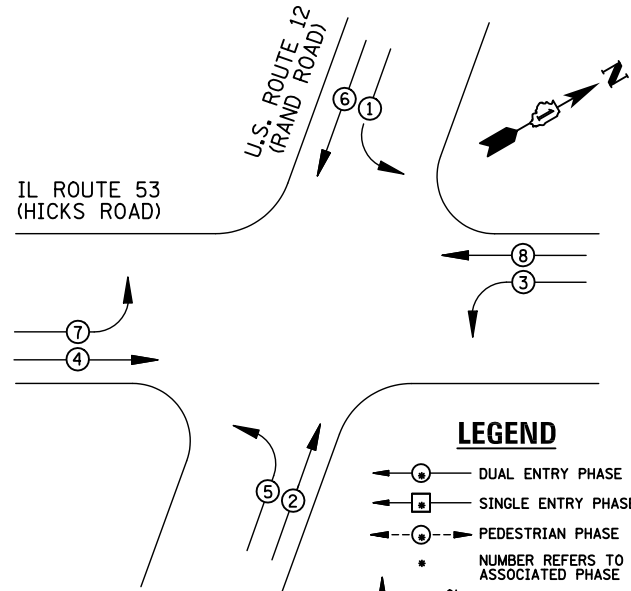 U.S. ROUTE 12
(RAND ROAD)
N
IL ROUTE 53
(HICKS ROAD)
6
1
8
3
7
4
5
2
LEGEND
* DUAL ENTRY PHASE
* SINGLE ENTRY PHASE
* PEDESTRIAN PHASE
* NUMBER REFERS TO
ASSOCIATED PHASE